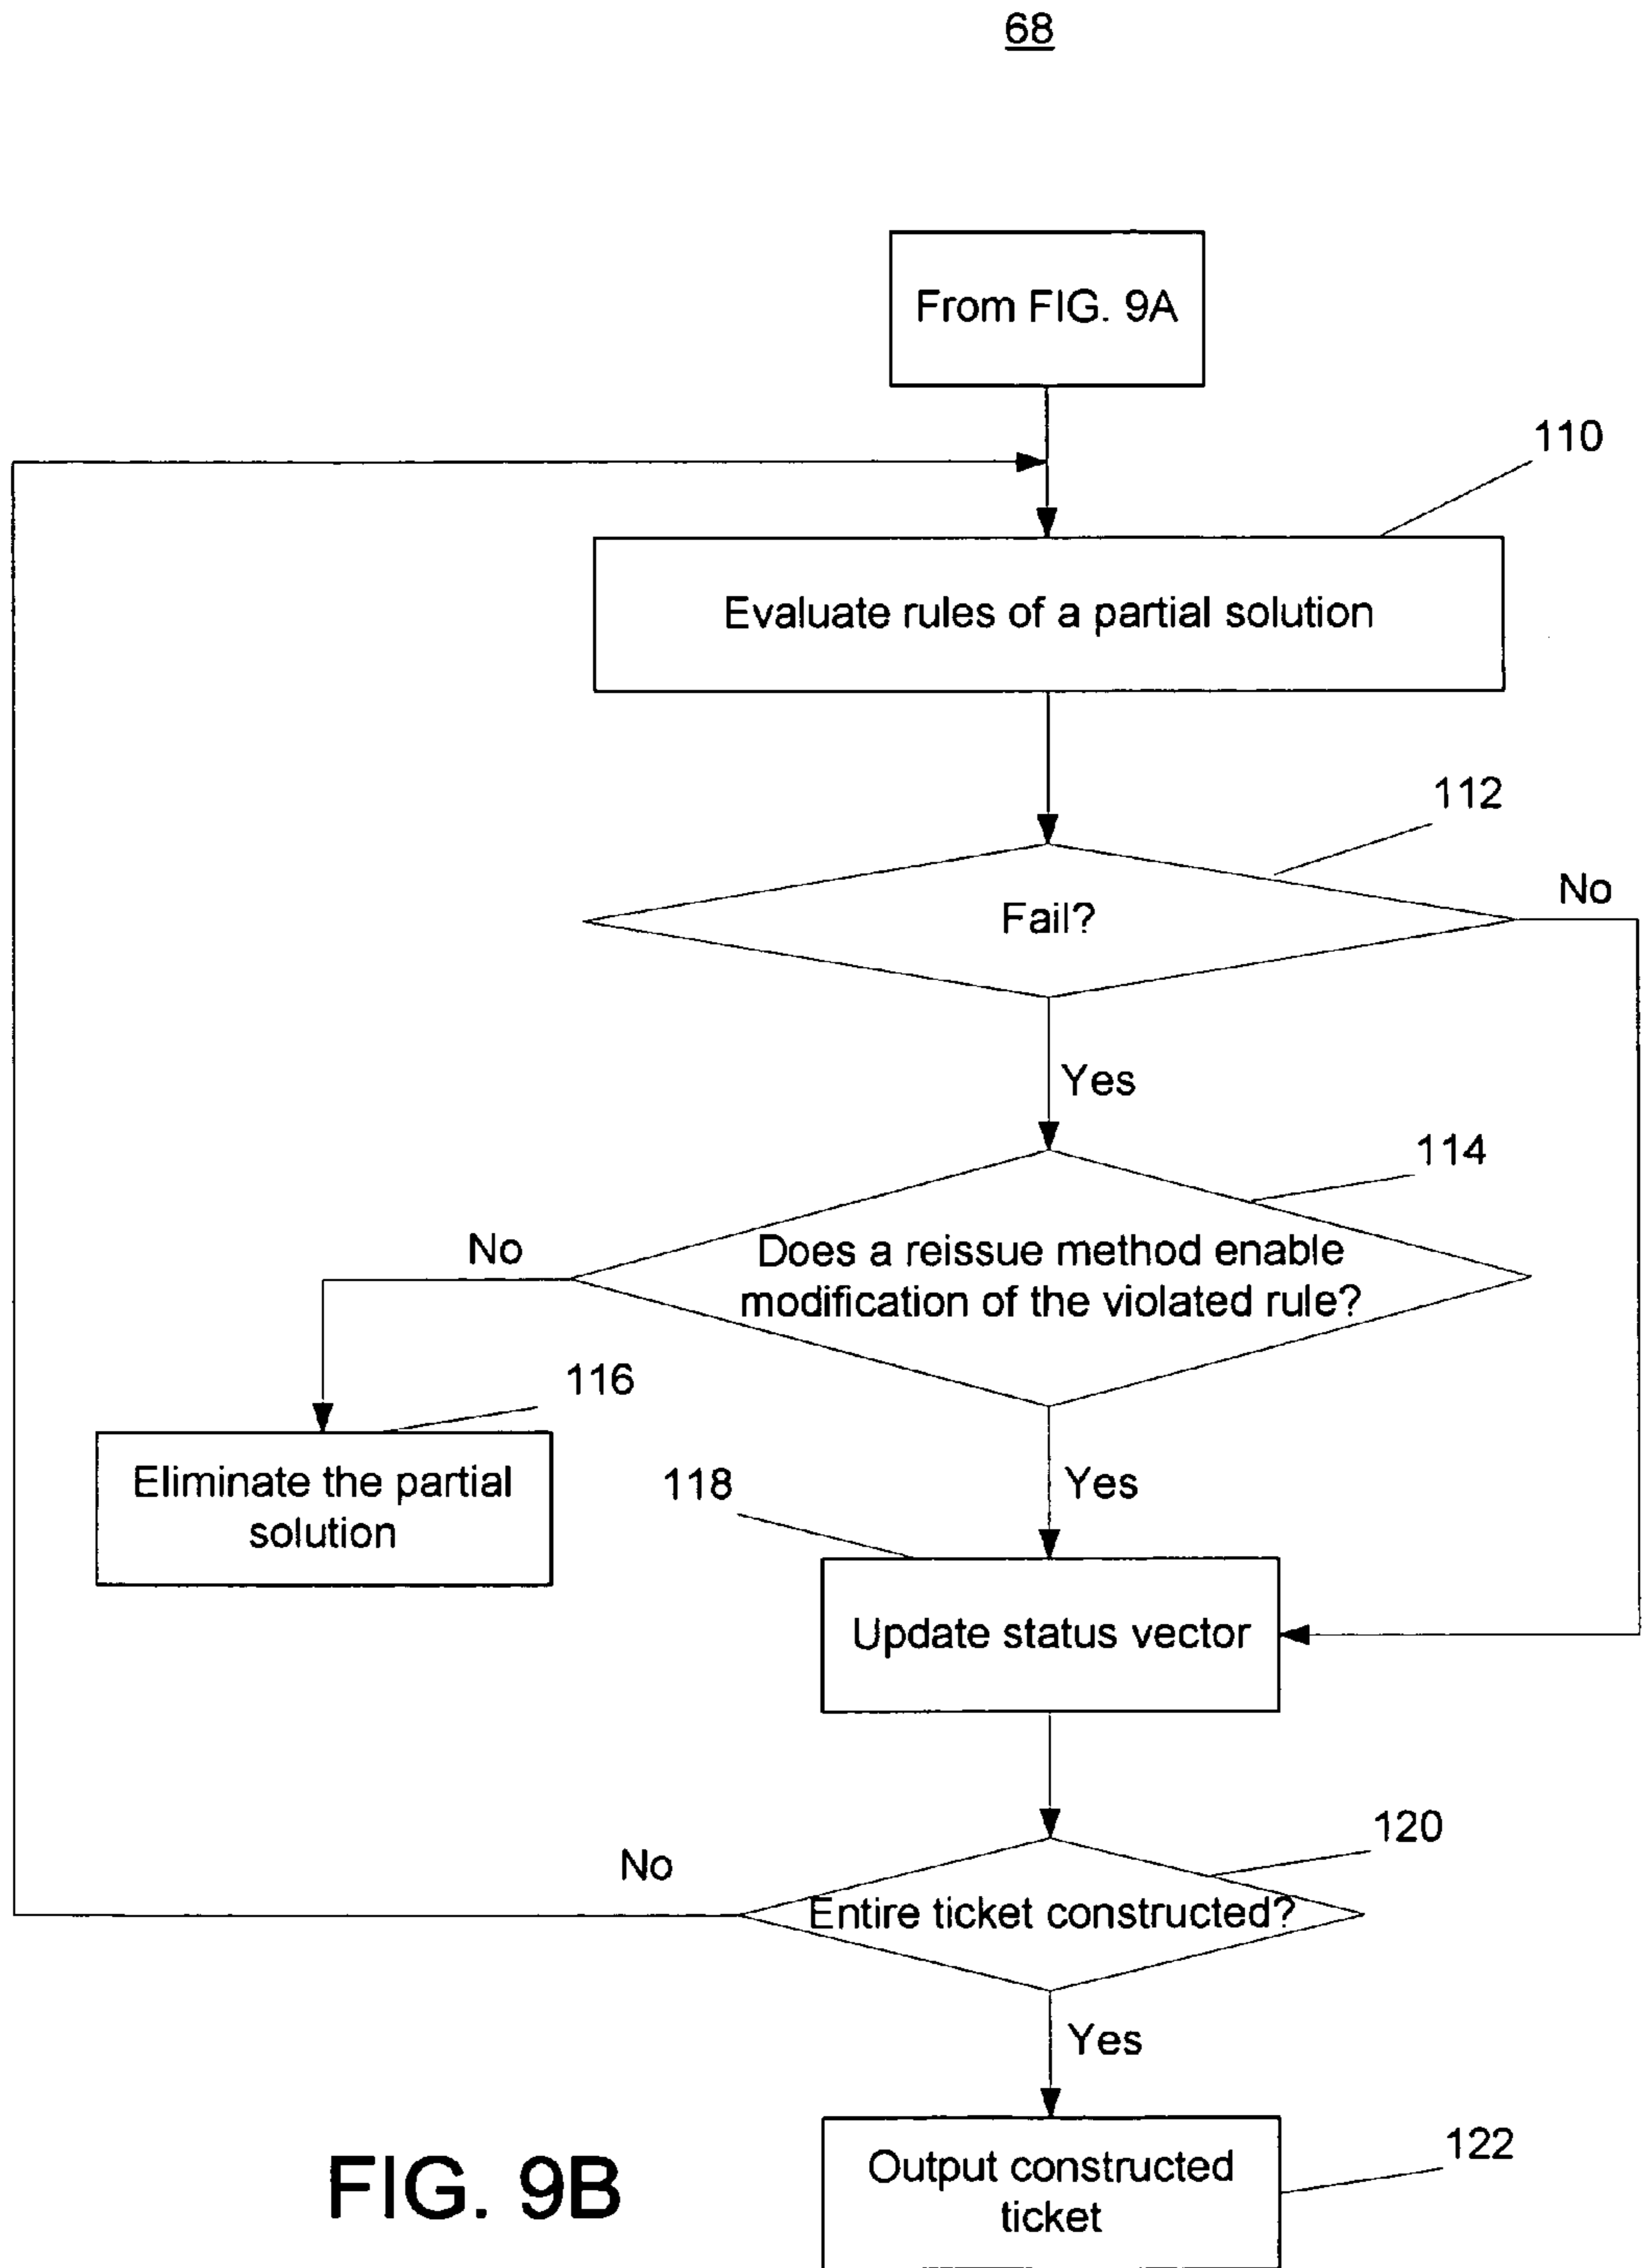 68
From FIG. 9A
110
Evaluate rules of a partial solution
112
No
Fail?
Yes
114
No
Does a reissue method enable
modification of the violated rule?
116
Eliminate the partial
solution
Yes
118
Update status vector
120
No
Entire ticket constructed?
Yes
122
Output constructed
ticket
FIG. 9B